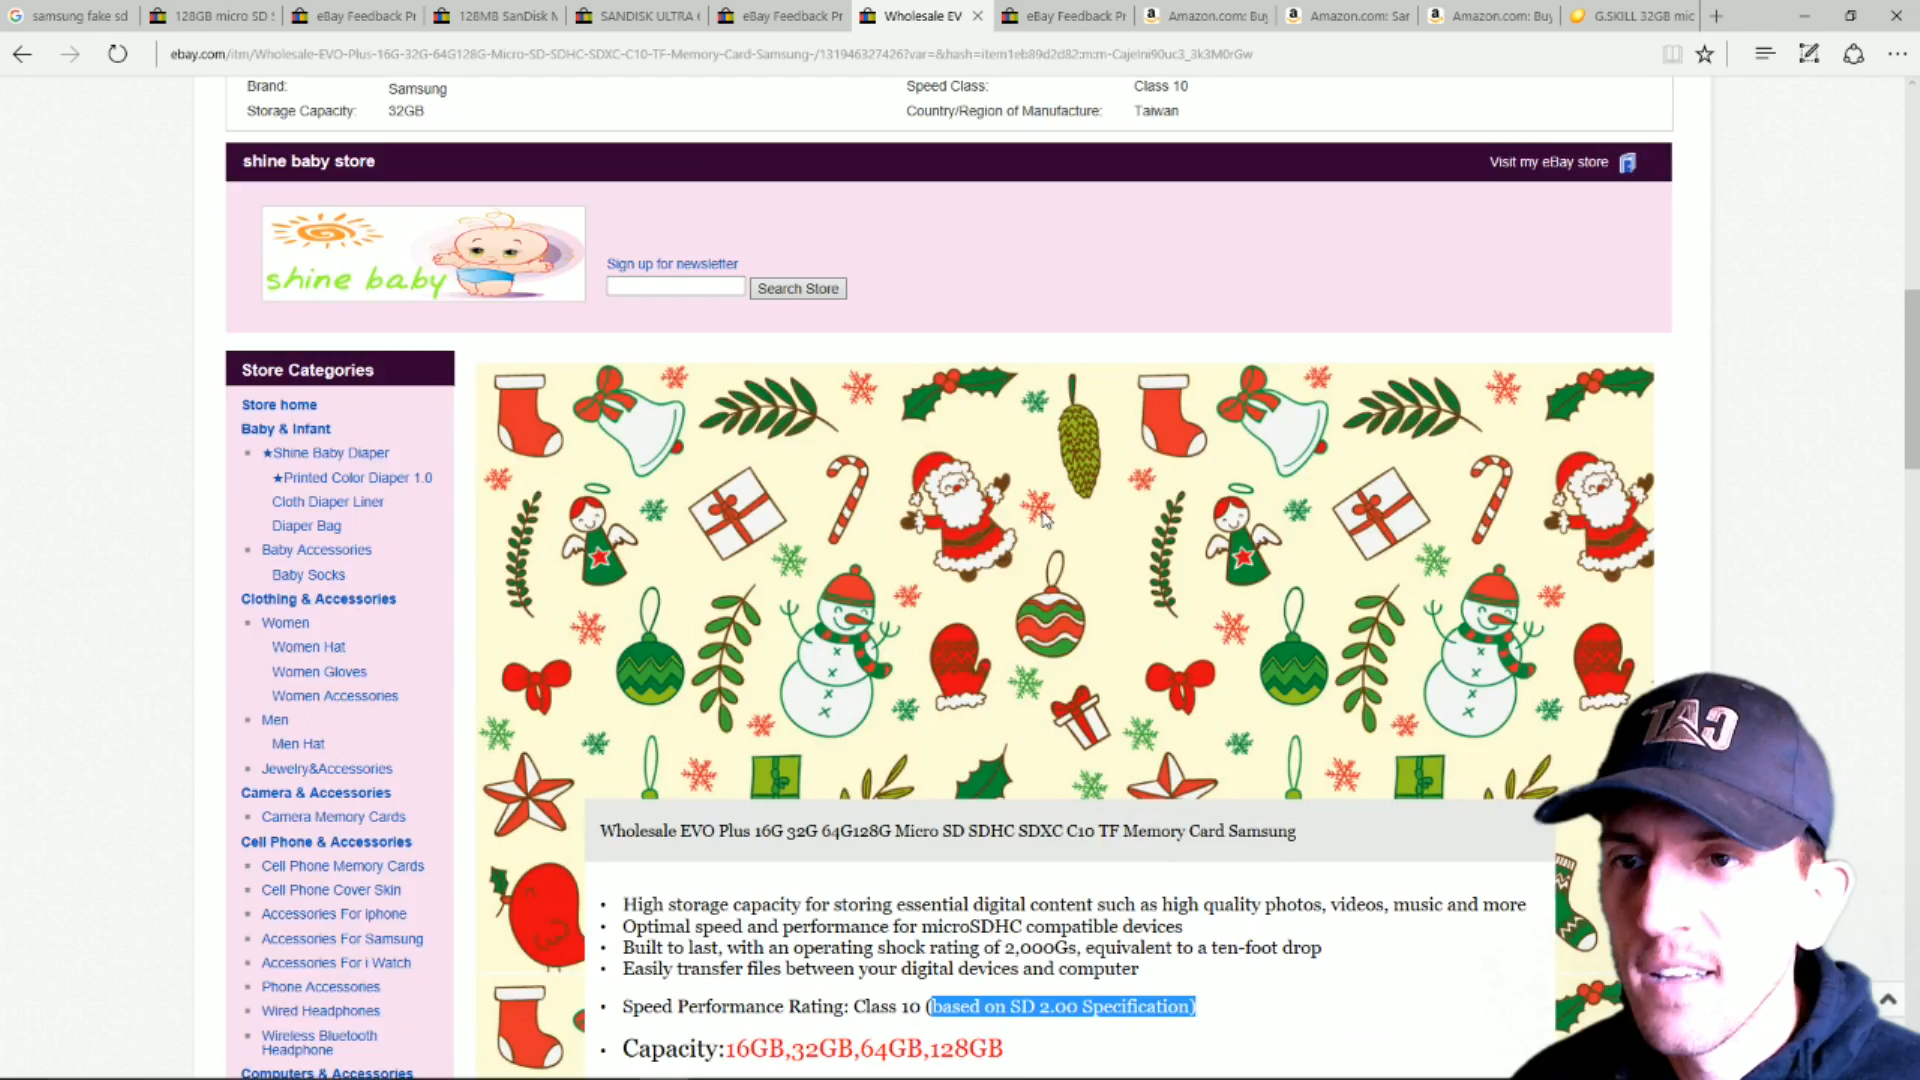 samsung fake sd
128GB micro SD S
eBay Feedback Pr
128MB SanDisk M
SANDISK ULTRA
eBay Feedback Pr
Wholesale EV
eBay Feedback Pr
Amazon.com: Buy
Amazon.com: Sar
Amazon.com: Buy
G.SKILL 32GB mic
ebay.com/itm/Wholesale-EVO-Plus-16G-32G-64G128G-Micro-SD-SDHC-SDXC-C10-TF-Memory-Card-Samsung-/131946327426?var=&hash=item1eb89d2d82:m:m-CajeIni90uc3_3k3M0rGw
Brand: Samsung Speed Class: Class 10
Storage Capacity: 32GB Country/Region of Manufacture: Taiwan
shine baby store Visit my eBay store
shine baby
Sign up for newsletter
Search Store
Store Categories
Store home
Baby & Infant
★Shine Baby Diaper
★Printed Color Diaper 1.0
Cloth Diaper Liner
Diaper Bag
Baby Accessories
Baby Socks
Clothing & Accessories
Women
Women Hat
Women Gloves
Women Accessories
Men
Men Hat
Jewelry&Accessories
Camera & Accessories
Camera Memory Cards
Cell Phone & Accessories
Cell Phone Memory Cards
Cell Phone Cover Skin
Accessories For iphone
Accessories For Samsung
Accessories For i Watch
Phone Accessories
Wired Headphones
Wireless Bluetooth
Headphone
Computers & Accessories
Wholesale EVO Plus 16G 32G 64G128G Micro SD SDHC SDXC C10 TF Memory Card Samsung
• High storage capacity for storing essential digital content such as high quality photos, videos, music and more
• Optimal speed and performance for microSDHC compatible devices
• Built to last, with an operating shock rating of 2,000Gs, equivalent to a ten-foot drop
• Easily transfer files between your digital devices and computer
• Speed Performance Rating: Class 10 (based on SD 2.00 Specification)
• Capacity:16GB,32GB,64GB,128GB
CAT